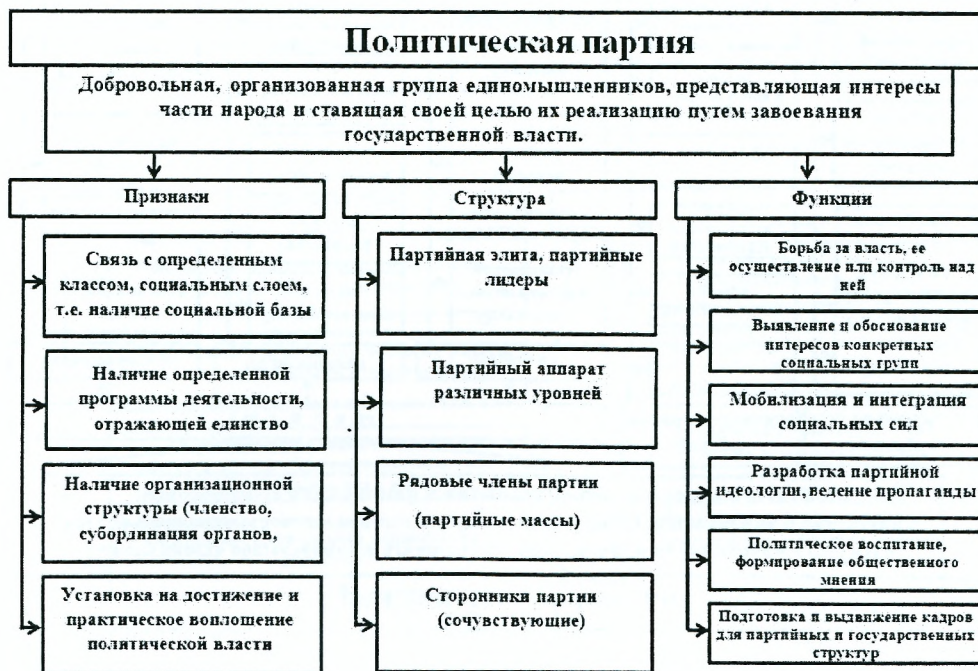 Политическая партия
Добровольная, организованная группа единомышленников, представляющая интересы
части народа и ставящая своей целью их реализацию путем завоевания
государственной власти.
Признаки
Связь с определенным
классом, социальным слоем,
т.е. наличие социальной базы
Наличие определенной
программы деятельности,
отражающей единство
Наличие организационной
структуры (членство,
субординация органов,
Установка на достижение и
практическое воплощение
политической власти
Структура
Партийная элита, партийные
лидеры
Партийный аппарат
различных уровней
Рядовые члены партии
(партийные массы)
Сторонники партии
(сочувствующие)
Функции
Борьба за власть, ее
осуществление или контроль над
ней
Выявление и обоснование
интересов конкретных
социальных групп
Мобилизация и интеграция
социальных сил
Разработка партийной
идеологии, ведение пропаганды
Политическое воспитание,
формирование общественного
мнения
Подготовка и выдвижение кадров
для партийных и государственных
структур